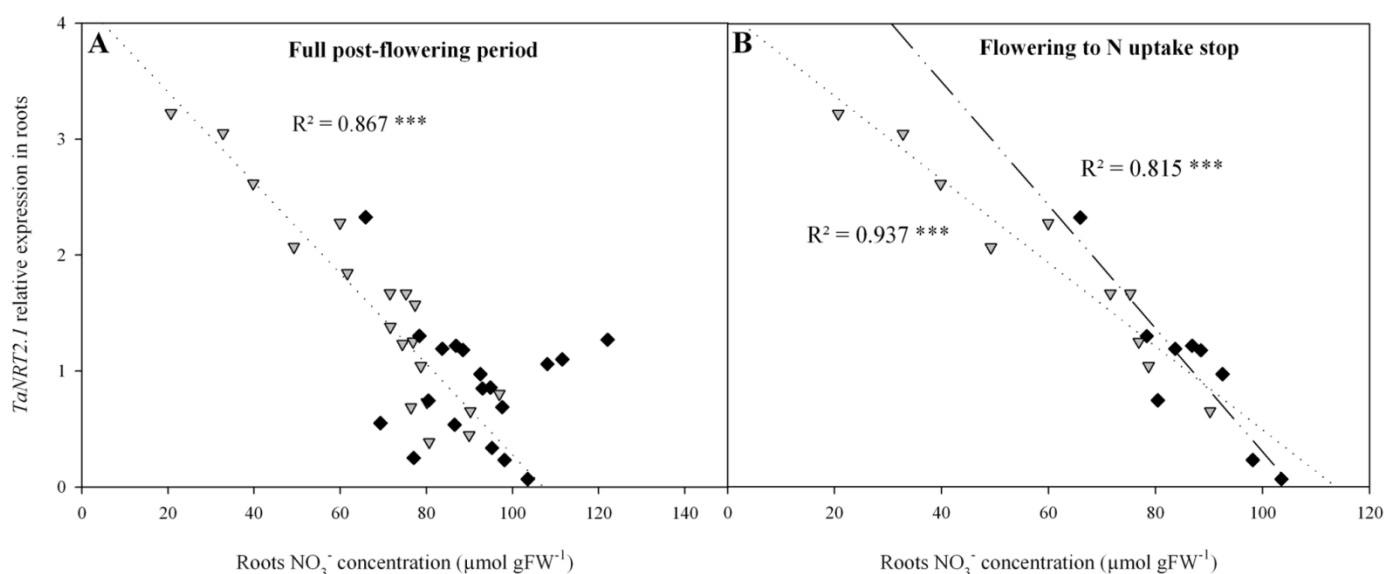 A
Full post-flowering period
R² = 0.867 ***
4
3
2
1
0
TaNRT2.1 relative expression in roots
0 20 40 60 80 100 120 140
Roots NO₃⁻ concentration (µmol gFW⁻¹)
B
Flowering to N uptake stop
R² = 0.815 ***
R² = 0.937 ***
0 20 40 60 80 100 120
Roots NO₃⁻ concentration (µmol gFW⁻¹)